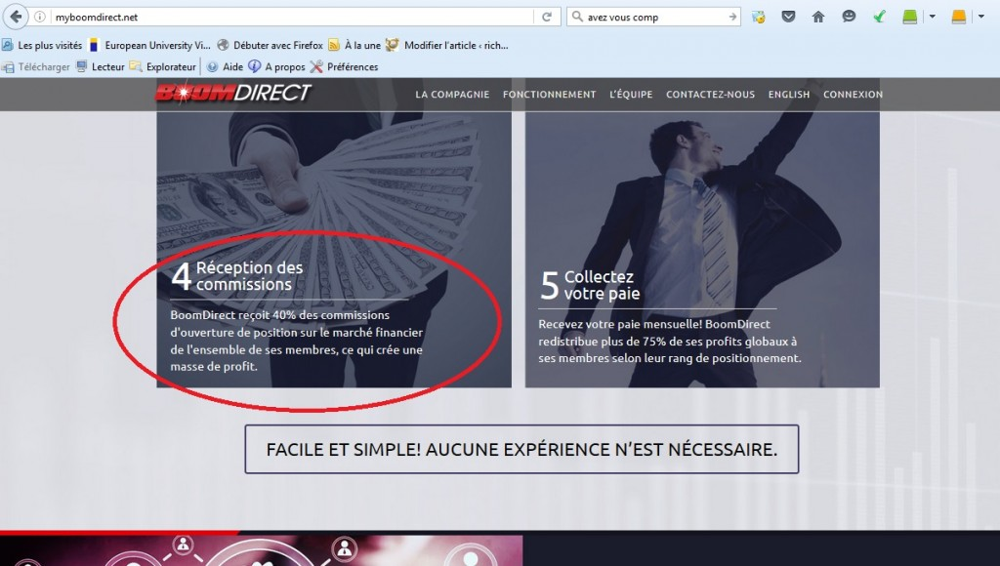 myboomdirect.net
avez vous comp
Les plus visités
European University Vi...
Débuter avec Firefox
À la une
Modifier l'article ‹ rich...
Télécharger
Lecteur
Explorateur
Aide
A propos
Préférences
BOOMDIRECT
LA COMPAGNIE
FONCTIONNEMENT
L'ÉQUIPE
CONTACTEZ-NOUS
ENGLISH
CONNEXION
4 Réception des
commissions
BoomDirect reçoit 40% des commissions
d'ouverture de position sur le marché financier
de l'ensemble de ses membres, ce qui crée une
masse de profit.
5 Collectez
votre paie
Recevez votre paie mensuelle! BoomDirect
redistribue plus de 75% de ses profits globaux à
ses membres selon leur rang de positionnement.
FACILE ET SIMPLE! AUCUNE EXPÉRIENCE N'EST NÉCESSAIRE.